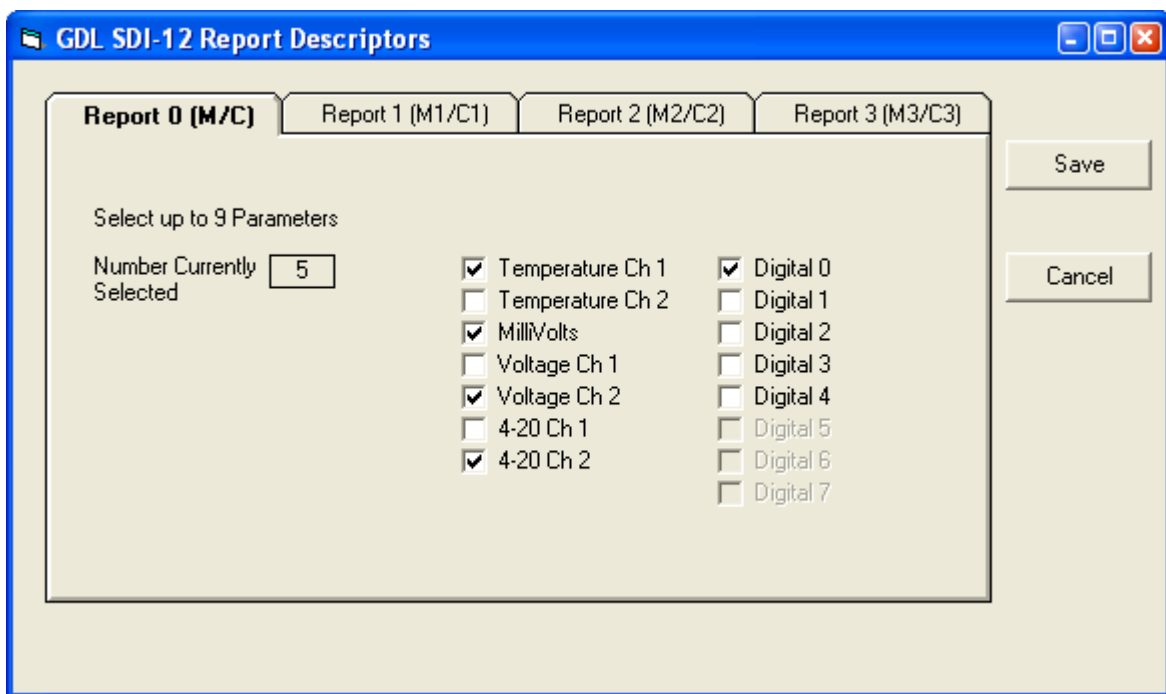 GDL SDI-12 Report Descriptors
Report 0 (M/C)
Report 1 (M1/C1)
Report 2 (M2/C2)
Report 3 (M3/C3)
Save
Cancel
Select up to 9 Parameters
Number Currently
Selected
5
Temperature Ch 1
Temperature Ch 2
MilliVolts
Voltage Ch 1
Voltage Ch 2
4-20 Ch 1
4-20 Ch 2
Digital 0
Digital 1
Digital 2
Digital 3
Digital 4
Digital 5
Digital 6
Digital 7